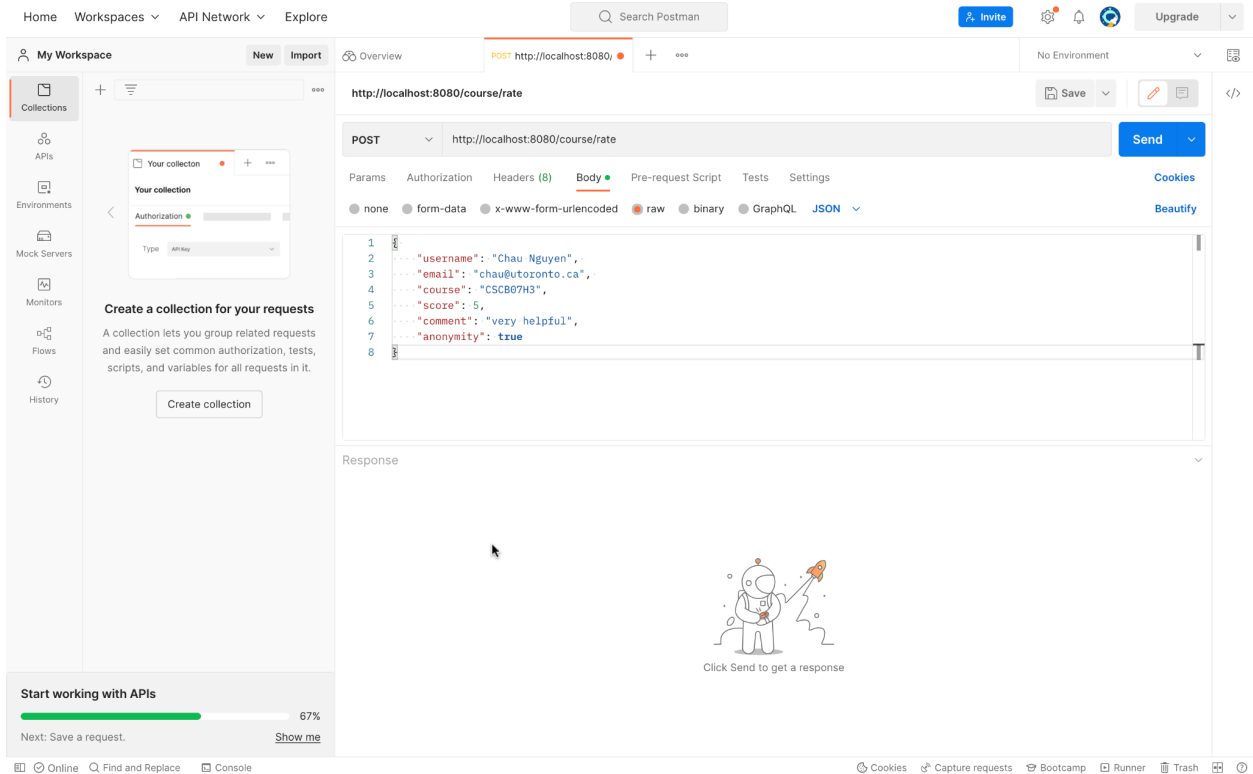 Home Workspaces API Network Explore Search Postman Invite Upgrade
My Workspace New Import Overview POST http://localhost:8080/ No Environment
Collections
APIs
Environments
Mock Servers
Monitors
Flows
History
Your collecton
Your collection
Authorization
Type API Key
Create a collection for your requests
A collection lets you group related requests
and easily set common authorization, tests,
scripts, and variables for all requests in it.
Create collection
Start working with APIs
67%
Next: Save a request. Show me
http://localhost:8080/course/rate Save
POST http://localhost:8080/course/rate Send
Params Authorization Headers (8) Body Pre-request Script Tests Settings Cookies
none form-data x-www-form-urlencoded raw binary GraphQL JSON Beautify
1 {
2 "username": "Chau Nguyen",
3 "email": "chau@utoronto.ca",
4 "course": "CSCB07H3",
5 "score": 5,
6 "comment": "very helpful",
7 "anonymity": true
8 }
Response
Click Send to get a response
Online Find and Replace Console Cookies Capture requests Bootcamp Runner Trash